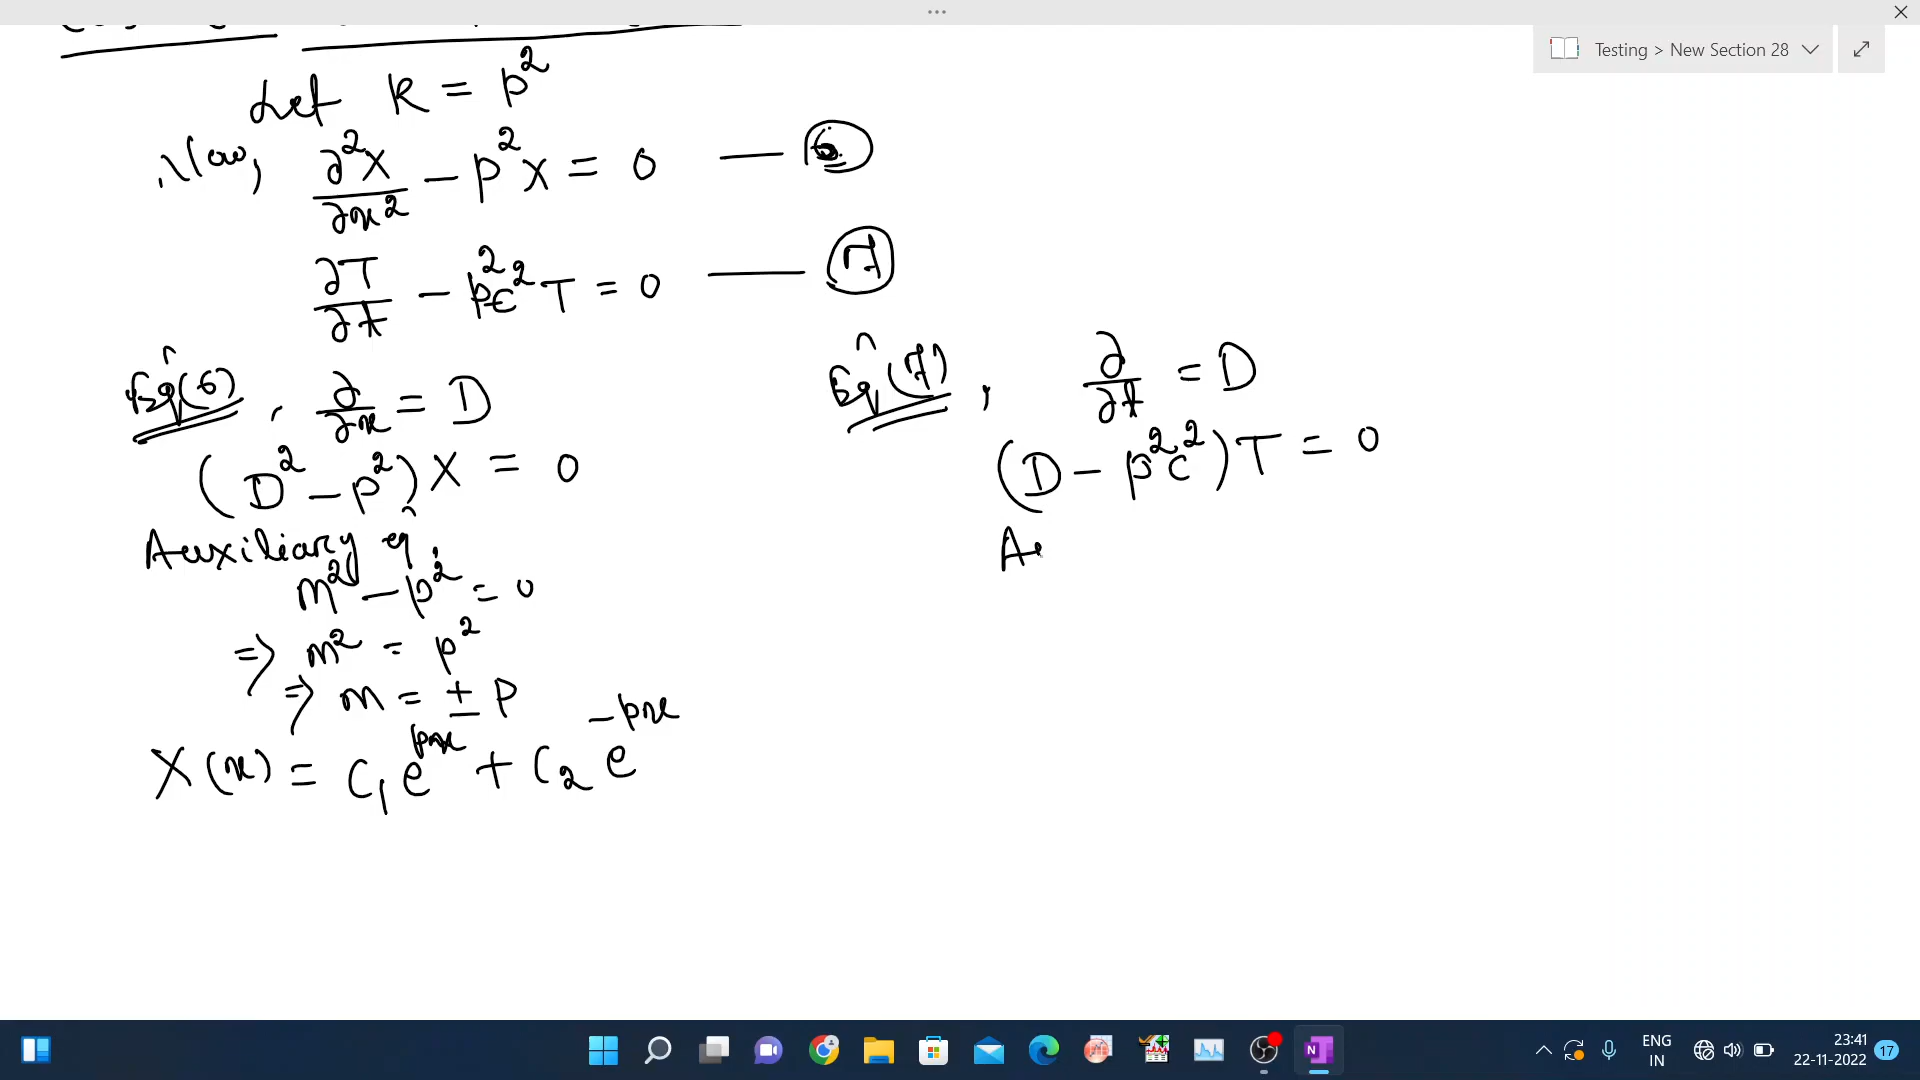 Testing > New Section 28
Let k = p²
Now, ∂²X/∂x² - p²X = 0 — 6
∂T/∂t - p²c²T = 0 — 7
Eqn(6), ∂/∂x = D
(D² - p²)X = 0
Auxiliary eqn.
m² - p² = 0
⇒ m² = p²
⇒ m = ± p
X(x) = C₁e^px + C₂ e^-px
Eqn(7), ∂/∂t = D
(D - p²c²)T = 0
ENG
IN
23:41
22-11-2022
17